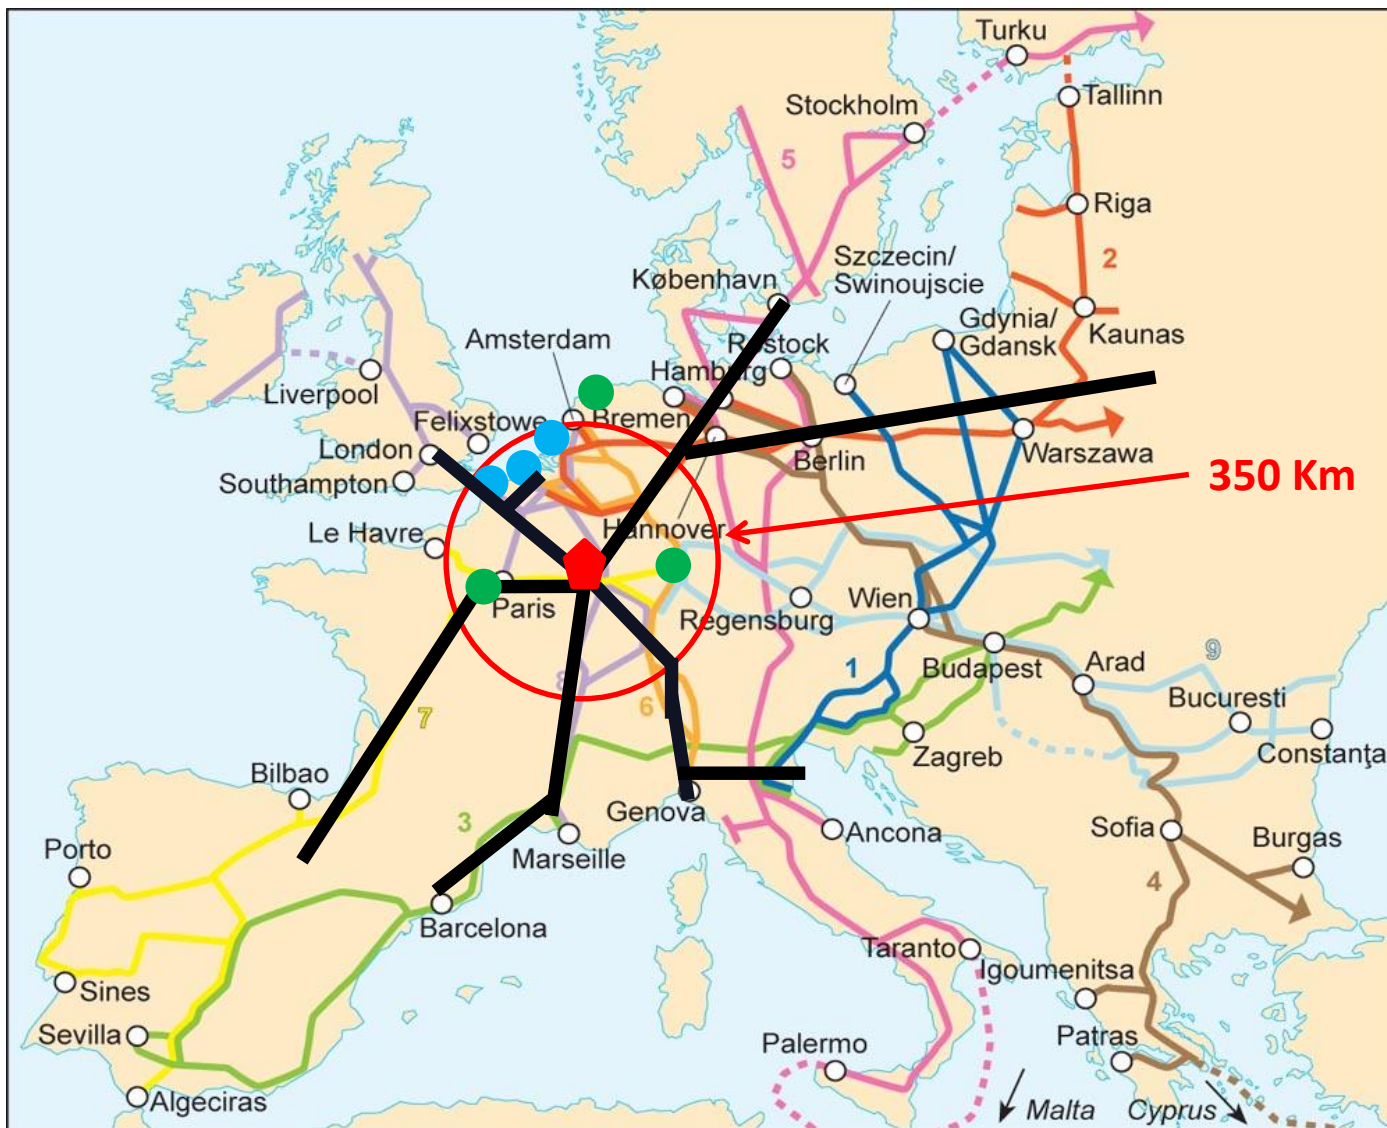 Turku
Stockholm
Tallinn
5
Riga
Szczecin/
Swinoujscie
2
København
Gdynia/
Gdansk
Kaunas
Amsterdam
Rostock
Hamburg
Liverpool
Felixstowe
Bremen
London
Berlin
Warszawa
Southampton
350 Km
Le Havre
Hannover
Paris
Regensburg
Wien
9
8
1
Budapest
Arad
6
Bucuresti
7
Zagreb
Constanţa
Bilbao
Genova
3
Marseille
Ancona
Sofia
Burgas
Porto
4
Barcelona
Taranto
Igoumenitsa
Sines
Sevilla
Patras
Palermo
Algeciras
Malta
Cyprus